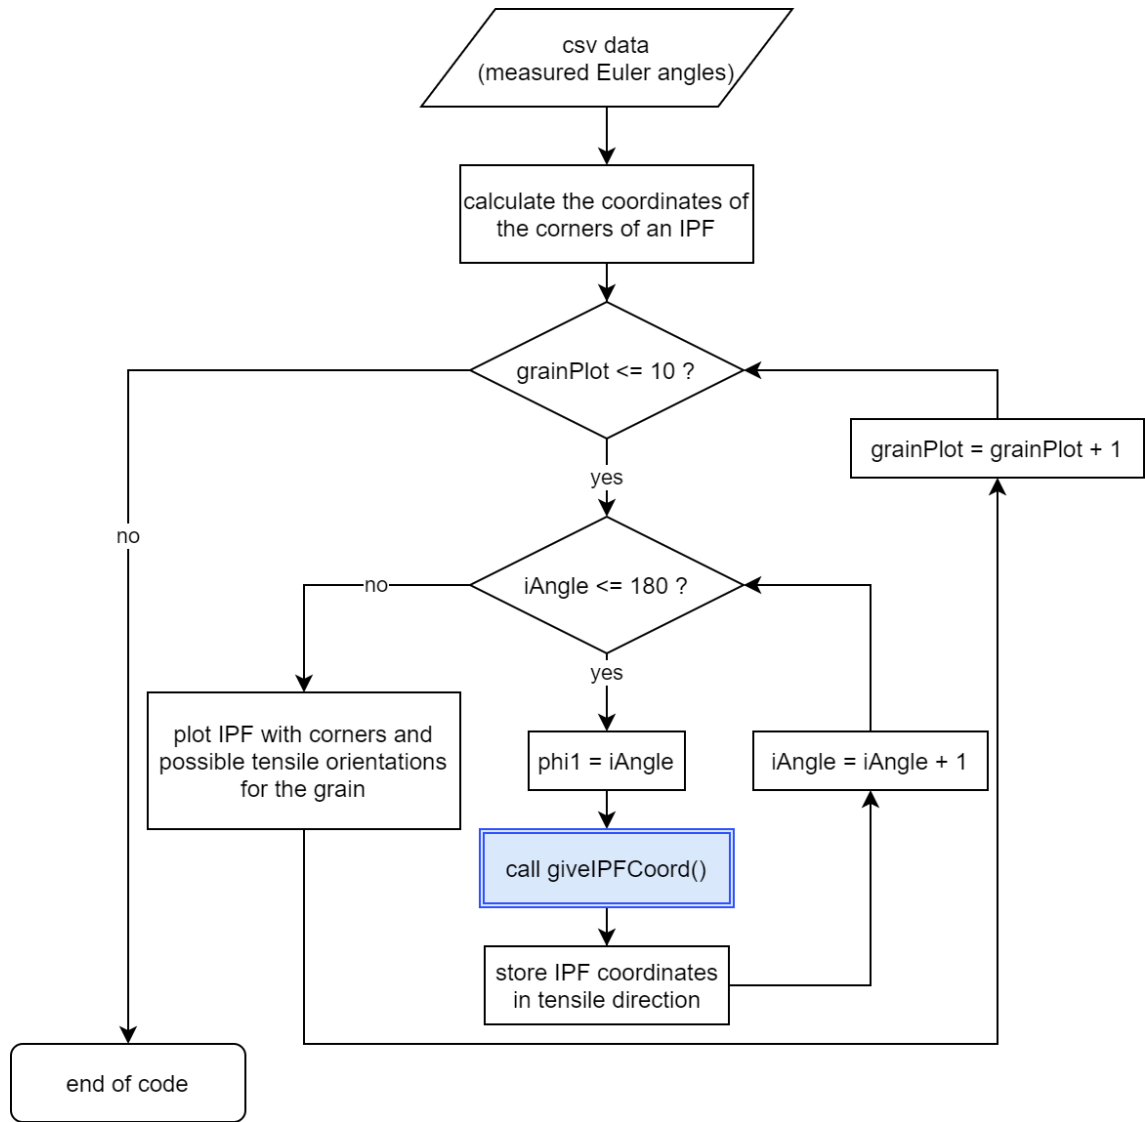 csv data
(measured Euler angles)
calculate the coordinates of
the corners of an IPF
grainPlot <= 10 ?
grainPlot = grainPlot + 1
yes
no
iAngle <= 180 ?
no
yes
plot IPF with corners and
possible tensile orientations
for the grain
phi1 = iAngle
iAngle = iAngle + 1
call giveIPFCoord()
store IPF coordinates
in tensile direction
end of code